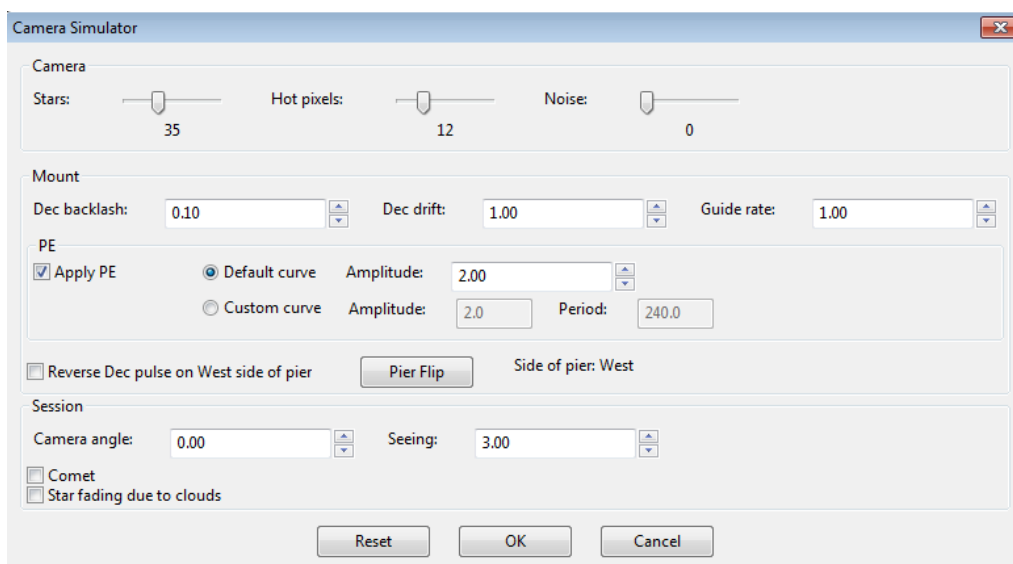 Camera Simulator
Camera
Stars: Hot pixels: Noise:
35 12 0
Mount
Dec backlash: 0.10 Dec drift: 1.00 Guide rate: 1.00
PE
Apply PE Default curve Amplitude: 2.00
Custom curve Amplitude: 2.0 Period: 240.0
Reverse Dec pulse on West side of pier Pier Flip Side of pier: West
Session
Camera angle: 0.00 Seeing: 3.00
Comet
Star fading due to clouds
Reset OK Cancel